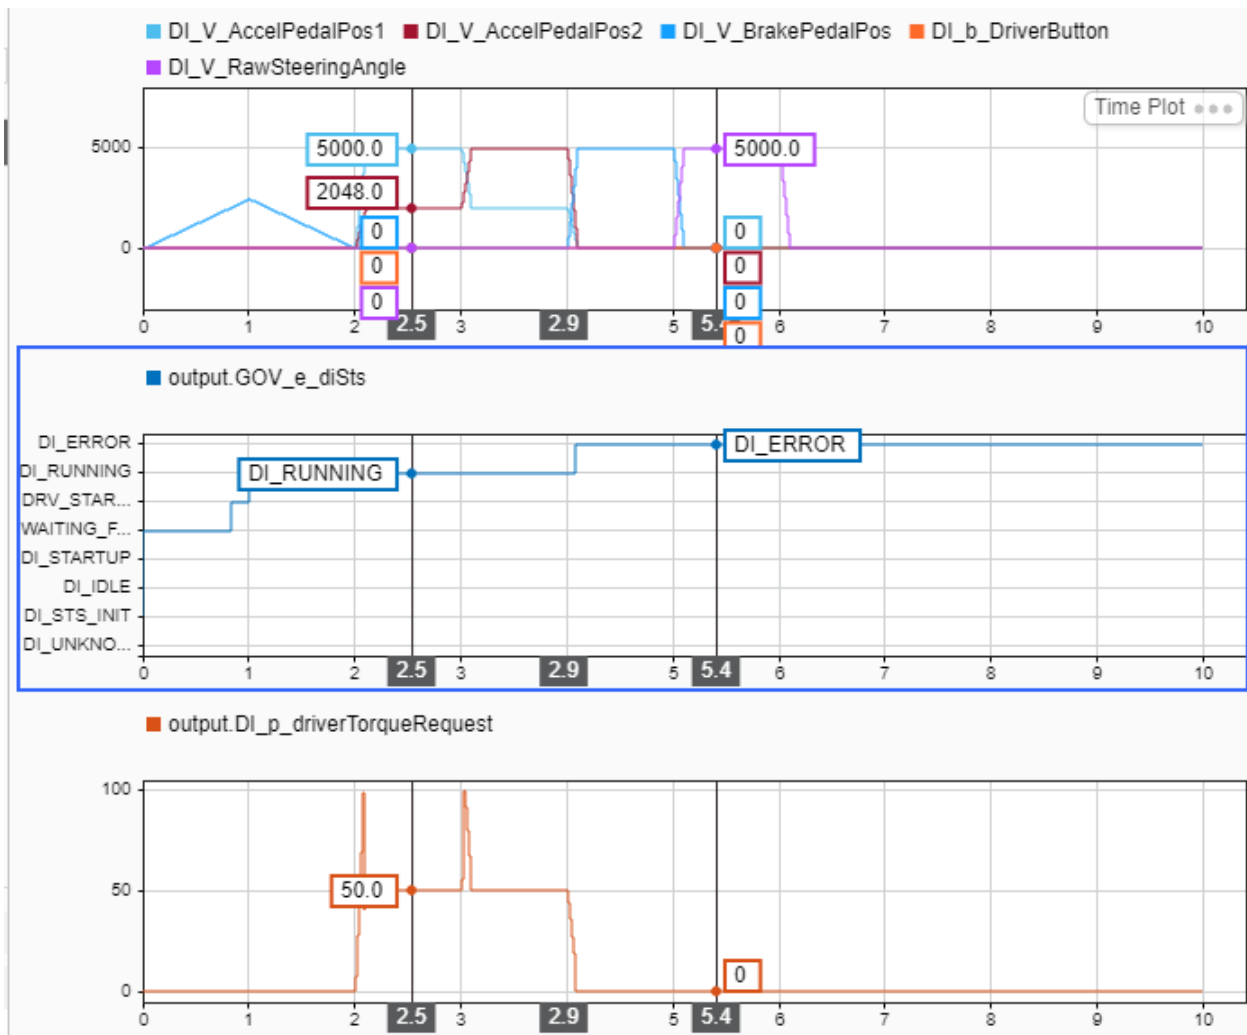 DI_V_AccelPedalPos1 DI_V_AccelPedalPos2 DI_V_BrakePedalPos DI_b_DriverButton
DI_V_RawSteeringAngle
Time Plot
5000
0
5000.0
2048.0
0
0
0
5000.0
0
0
0
0
0 1 2 2.5 3 2.9 5 5.4 6 7 8 9 10
output.GOV_e_diSts
DI_ERROR
DI_RUNNING
DRV_STAR...
WAITING_F...
DI_STARTUP
DI_IDLE
DI_STS_INIT
DI_UNKNO...
DI_RUNNING
DI_ERROR
0 1 2 2.5 3 2.9 5 5.4 6 7 8 9 10
output.DI_p_driverTorqueRequest
100
50
0
50.0
0
0 1 2 2.5 3 2.9 5 5.4 6 7 8 9 10